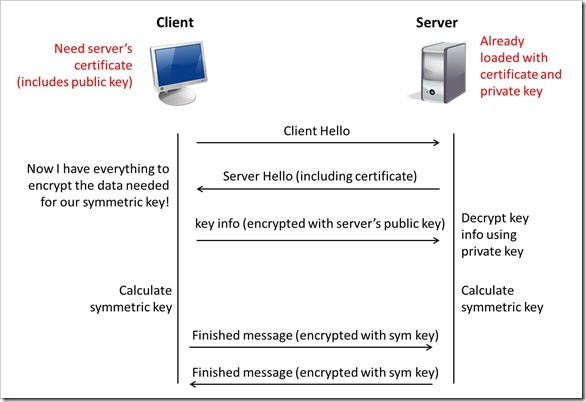 Client
Server
Need server's
certificate
(includes public key)
Already
loaded with
certificate and
private key
Client Hello
Now I have everything to
encrypt the data needed
for our symmetric key!
Server Hello (including certificate)
key info (encrypted with server's public key)
Decrypt key
info using
private key
Calculate
symmetric key
Calculate
symmetric key
Finished message (encrypted with sym key)
Finished message (encrypted with sym key)